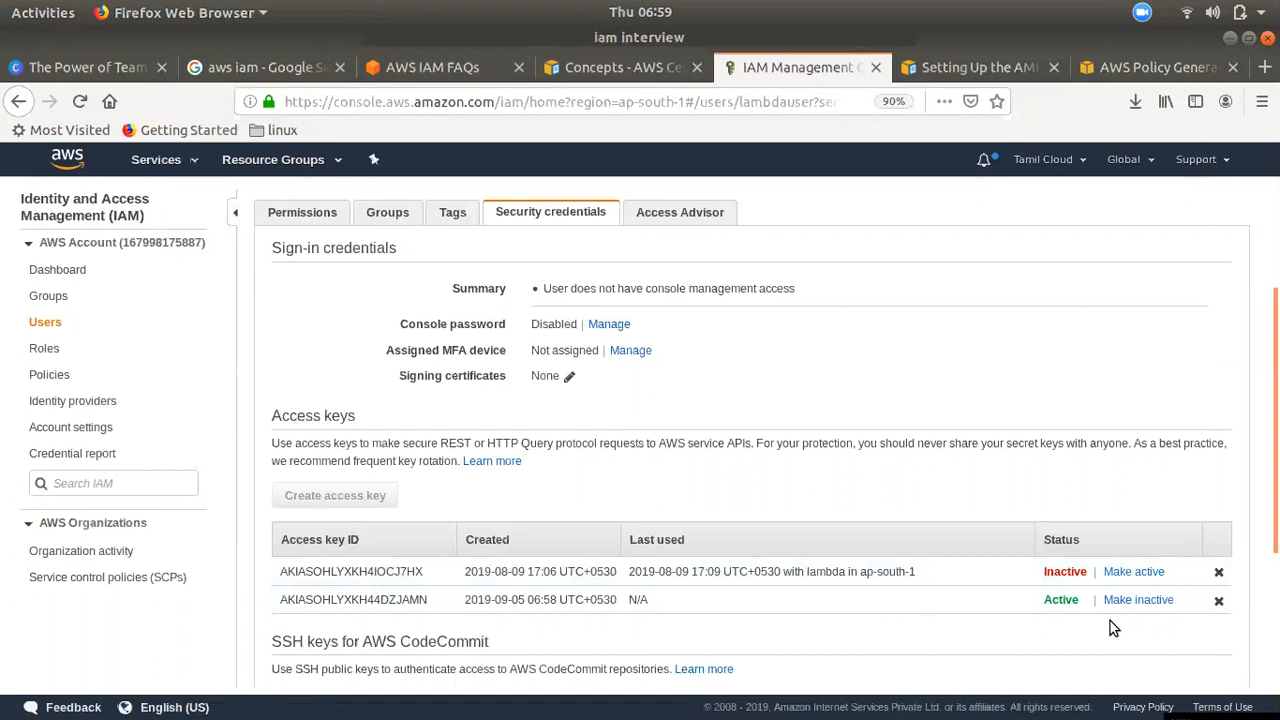 Activities Firefox Web Browser Thu 06:59
iam interview
The Power of Team aws iam - Google Se AWS IAM FAQs Concepts - AWS Ce IAM Management C Setting Up the AM AWS Policy Genera
https://console.aws.amazon.com/iam/home?region=ap-south-1#/users/lambdauser?se 90%
Most Visited Getting Started linux
aws Services Resource Groups Tamil Cloud Global Support
Identity and Access
Management (IAM)
AWS Account (167998175887)
Dashboard
Groups
Users
Roles
Policies
Identity providers
Account settings
Credential report
Search IAM
AWS Organizations
Organization activity
Service control policies (SCPs)
Permissions Groups Tags Security credentials Access Advisor
Sign-in credentials
Summary • User does not have console management access
Console password Disabled | Manage
Assigned MFA device Not assigned | Manage
Signing certificates None
Access keys
Use access keys to make secure REST or HTTP Query protocol requests to AWS service APIs. For your protection, you should never share your secret keys with anyone. As a best practice,
we recommend frequent key rotation. Learn more
Create access key
Access key ID Created Last used Status
AKIASOHLYXKH4IOCJ7HX 2019-08-09 17:06 UTC+0530 2019-08-09 17:09 UTC+0530 with lambda in ap-south-1 Inactive | Make active
AKIASOHLYXKH44DZJAMN 2019-09-05 06:58 UTC+0530 N/A Active | Make inactive
SSH keys for AWS CodeCommit
Use SSH public keys to authenticate access to AWS CodeCommit repositories. Learn more
Feedback English (US) © 2008 - 2019, Amazon Internet Services Private Ltd. or its affiliates. All rights reserved. Privacy Policy Terms of Use